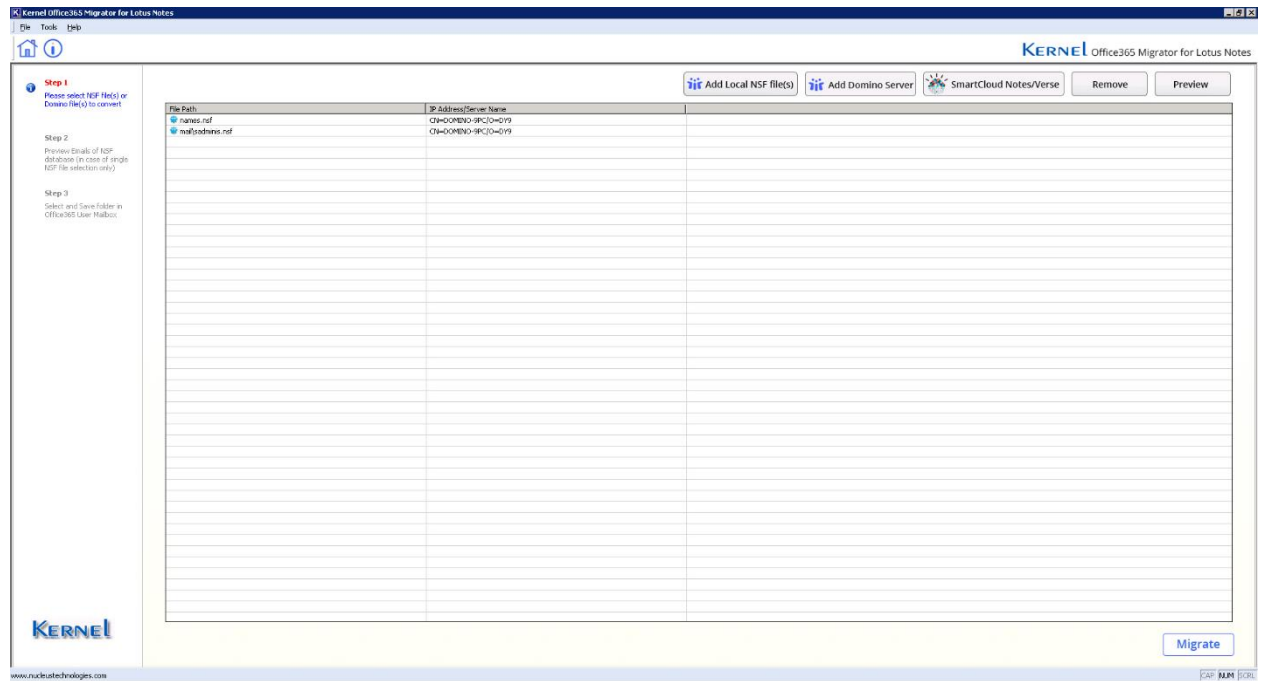 Kernel Office365 Migrator for Lotus Notes
File Tools Help
KERNEL Office365 Migrator for Lotus Notes
Step 1
Please select NSF file(s) or
Domino file(s) to convert
Step 2
Preview Emails of NSF
database (in case of single
NSF file selection only)
Step 3
Select and Save folder in
Office365 User Mailbox
Add Local NSF file(s) Add Domino Server SmartCloud Notes/Verse Remove Preview
File Path IP Address/Server Name
names.nsf CN=DOMINO-9PC/O=DY9
mail\sadminis.nsf CN=DOMINO-9PC/O=DY9
KERNEL
Migrate
www.nucleustechnologies.com CAP NUM SCRL